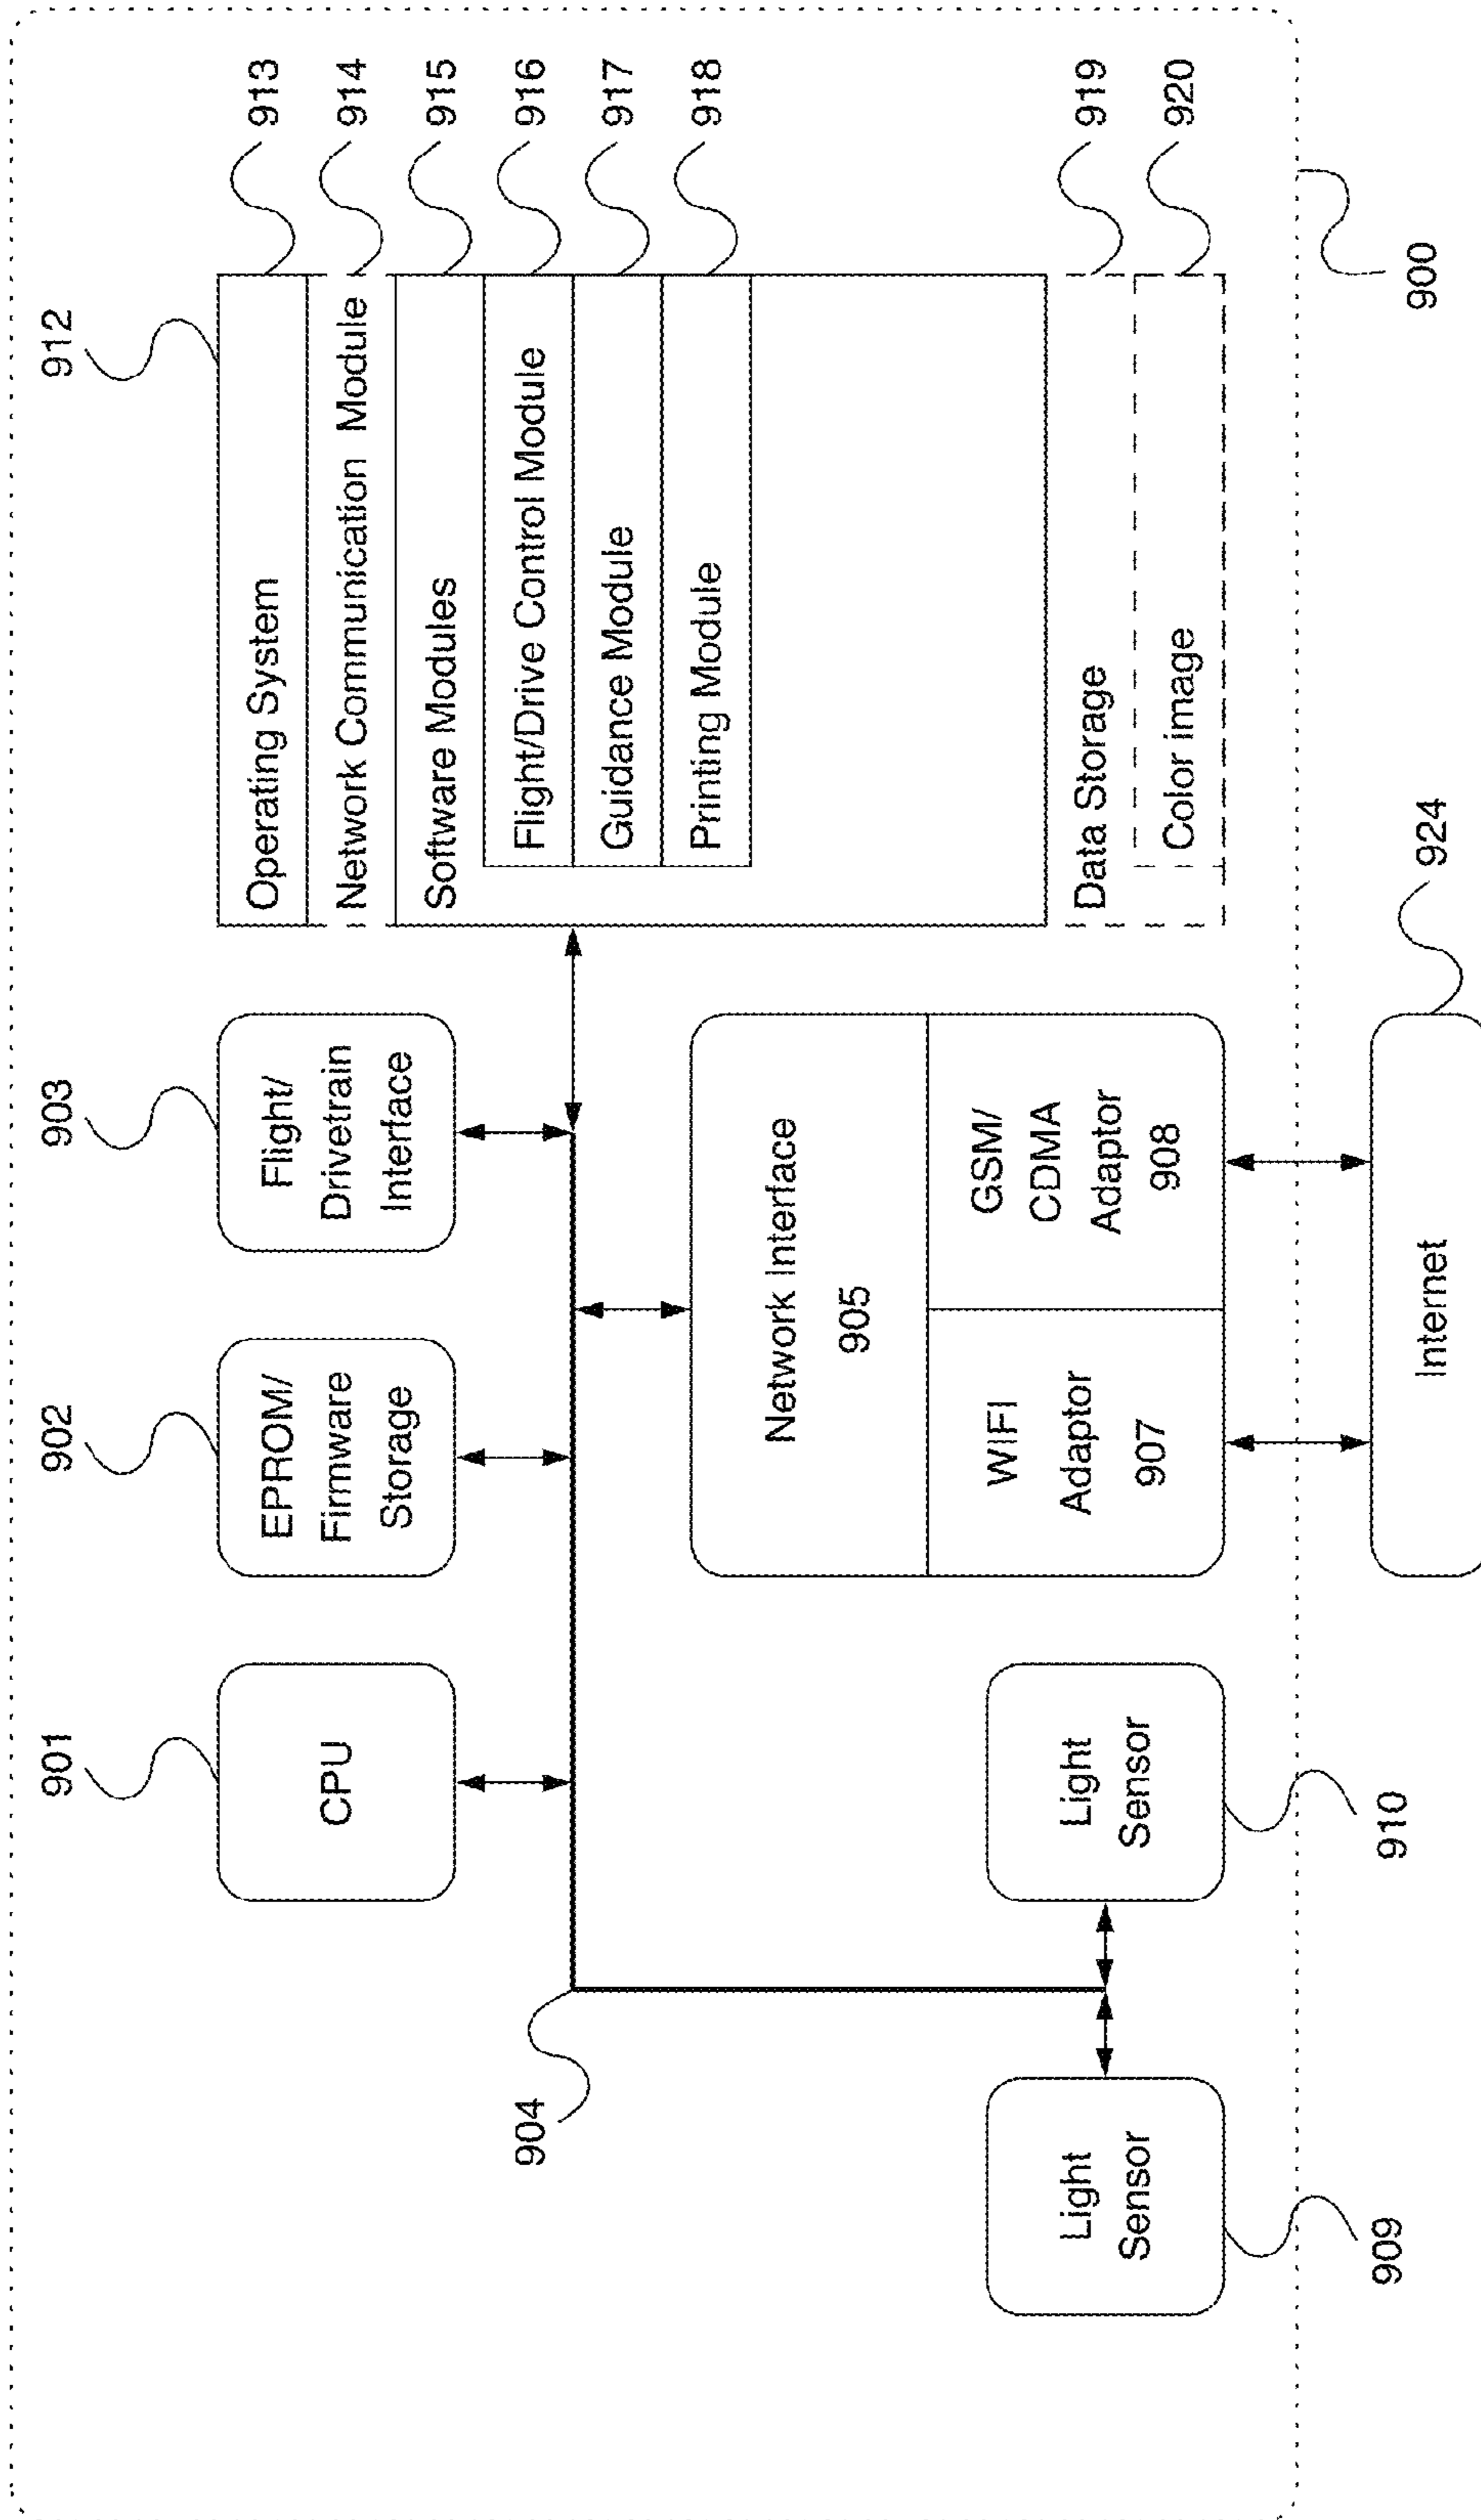 912
913
914
915
916
917
918
919
920
Operating System
Network Communication Module
Software Modules
Flight/Drive Control Module
Guidance Module
Printing Module
Data Storage
Color image
901
CPU
902
EPROM/
Firmware
Storage
903
Flight/
Drivetrain
Interface
904
Network Interface
905
WIFI
Adaptor
907
GSM/
CDMA
Adaptor
908
Light
Sensor
909
Light
Sensor
910
Internet
924
900